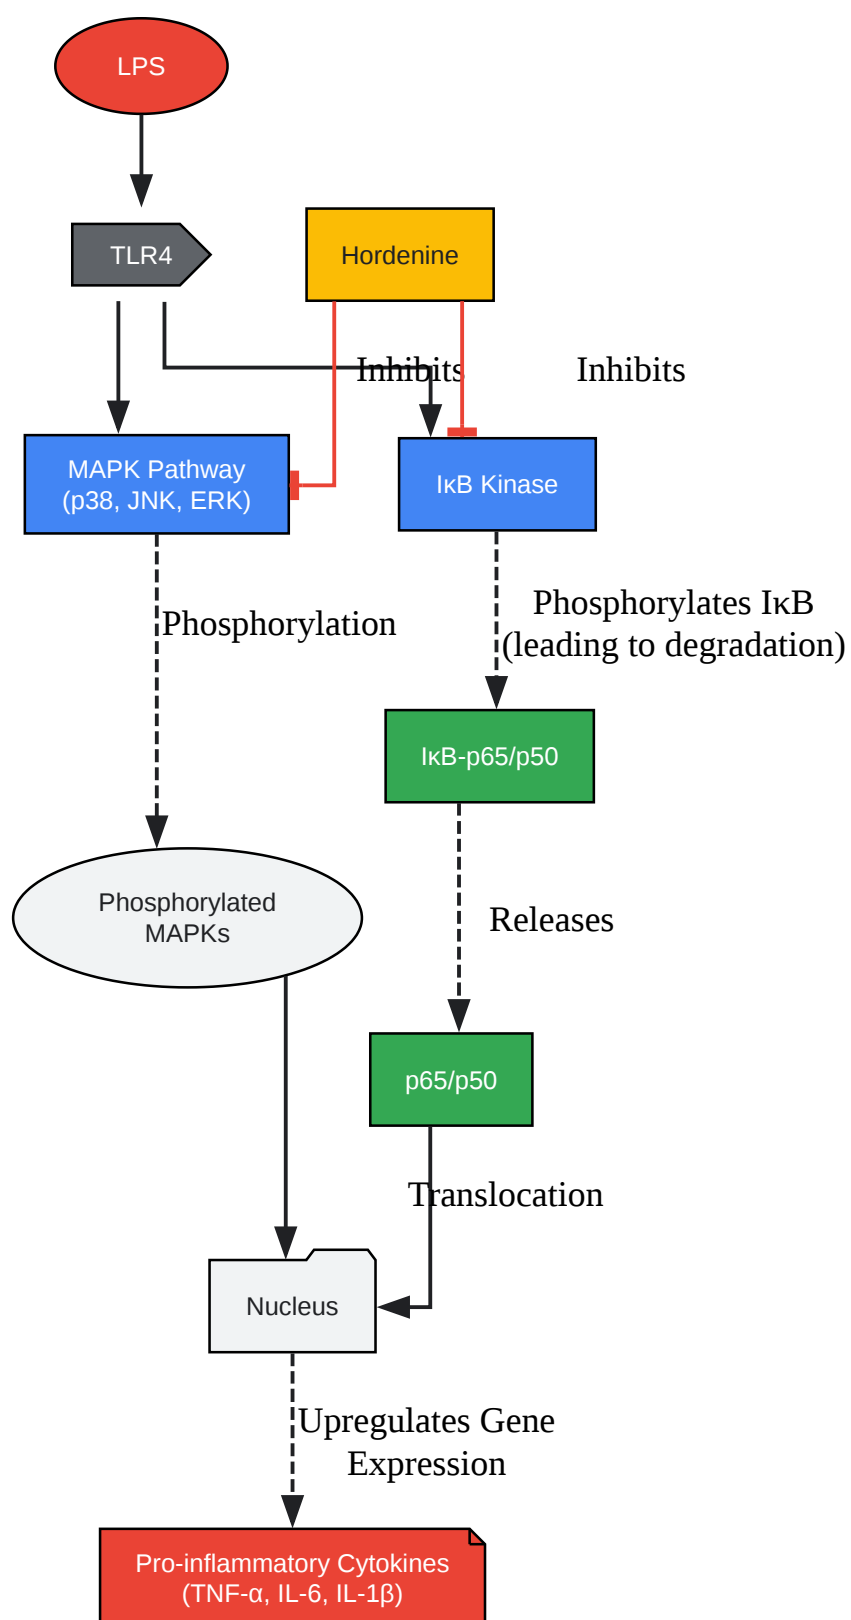 LPS
TLR4
Hordenine
Inhibits
Inhibits
MAPK Pathway
(p38, JNK, ERK)
IκB Kinase
Phosphorylation
Phosphorylates IκB
(leading to degradation)
IκB-p65/p50
Phosphorylated
MAPKs
Releases
p65/p50
Translocation
Nucleus
Upregulates Gene
Expression
Pro-inflammatory Cytokines
(TNF-α, IL-6, IL-1β)